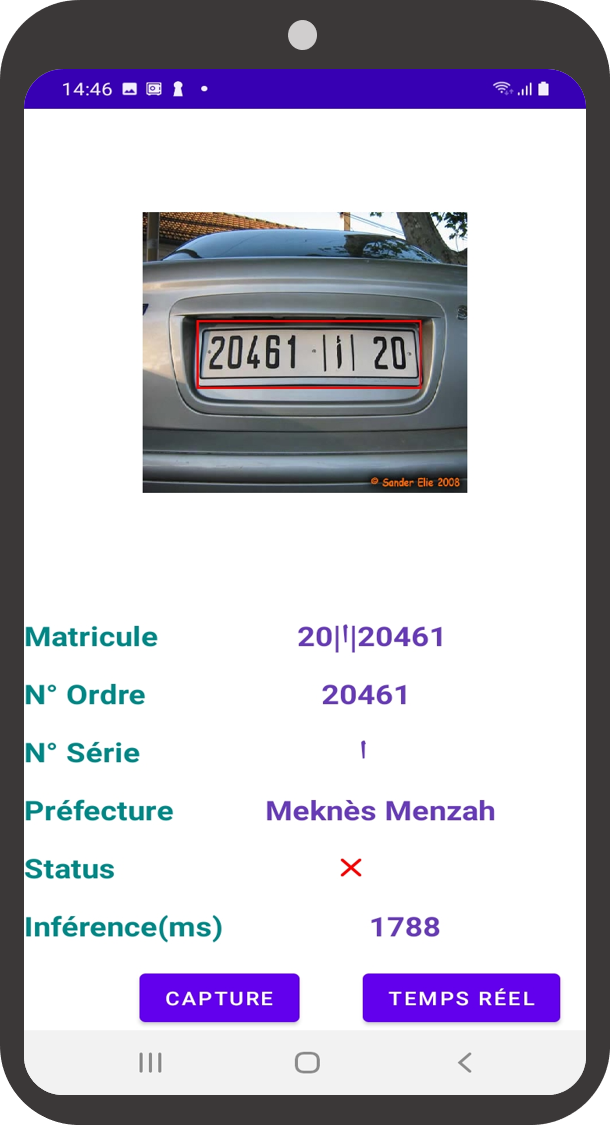 14:46
20461 | أ | 20
© Sander Elie 2008
Matricule 20|أ|20461
N° Ordre 20461
N° Série أ
Préfecture Meknès Menzah
Status
Inférence(ms) 1788
CAPTURE TEMPS RÉEL